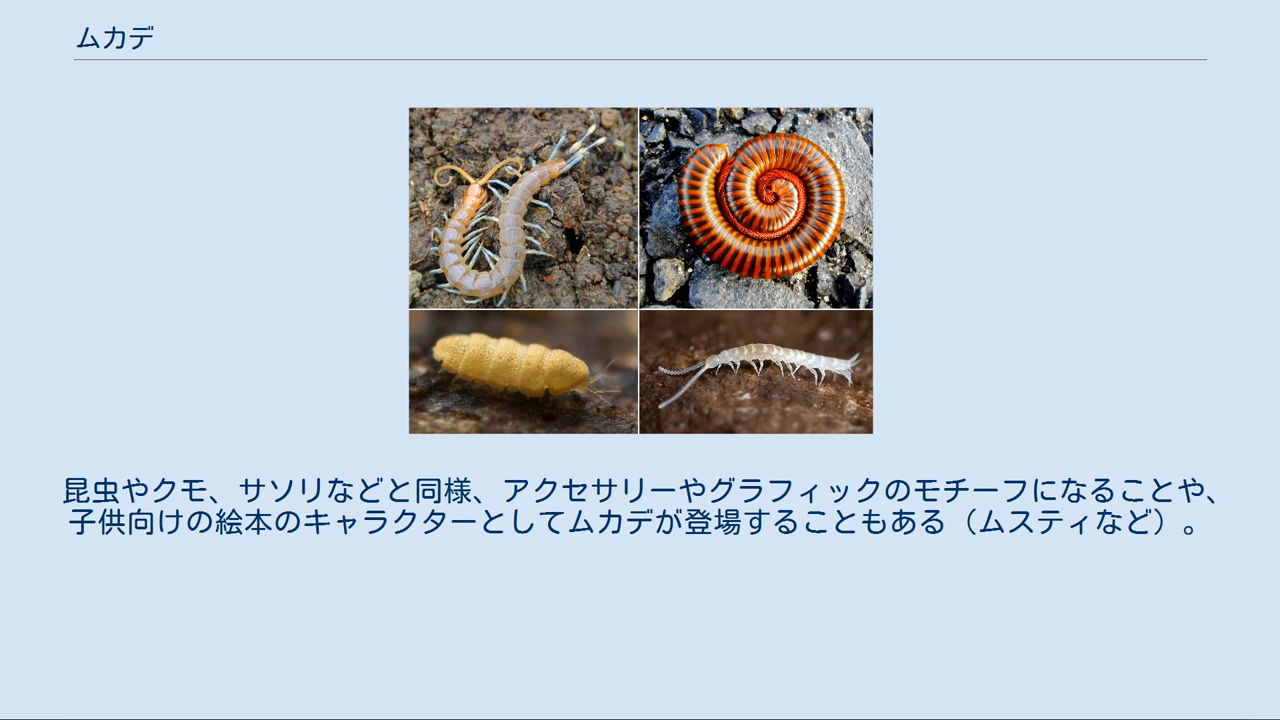 ムカデ
昆虫やクモ、サソリなどと同様、アクセサリーやグラフィックのモチーフになることや、
子供向けの絵本のキャラクターとしてムカデが登場することもある（ムスティなど）。